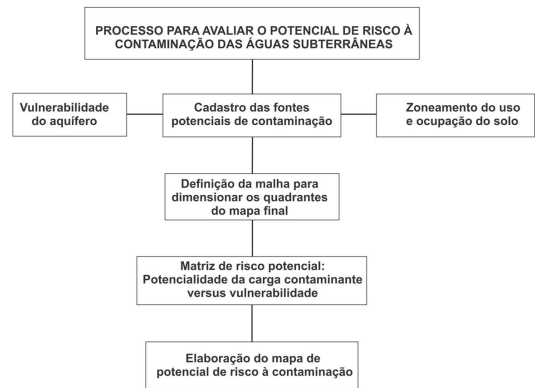 PROCESSO PARA AVALIAR O POTENCIAL DE RISCO À
CONTAMINAÇÃO DAS ÁGUAS SUBTERRÂNEAS
Vulnerabilidade
do aquífero
Cadastro das fontes
potenciais de contaminação
Zoneamento do uso
e ocupação do solo
Definição da malha para
dimensionar os quadrantes
do mapa final
Matriz de risco potencial:
Potencialidade da carga contaminante
versus vulnerabilidade
Elaboração do mapa de
potencial de risco à contaminação